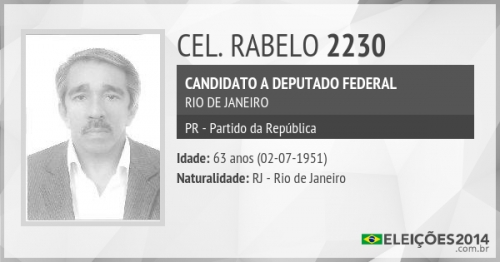 CEL. RABELO 2230
CANDIDATO A DEPUTADO FEDERAL
RIO DE JANEIRO
PR - Partido da República
Idade: 63 anos (02-07-1951)
Naturalidade: RJ - Rio de Janeiro
ELEIÇÕES2014
.com.br